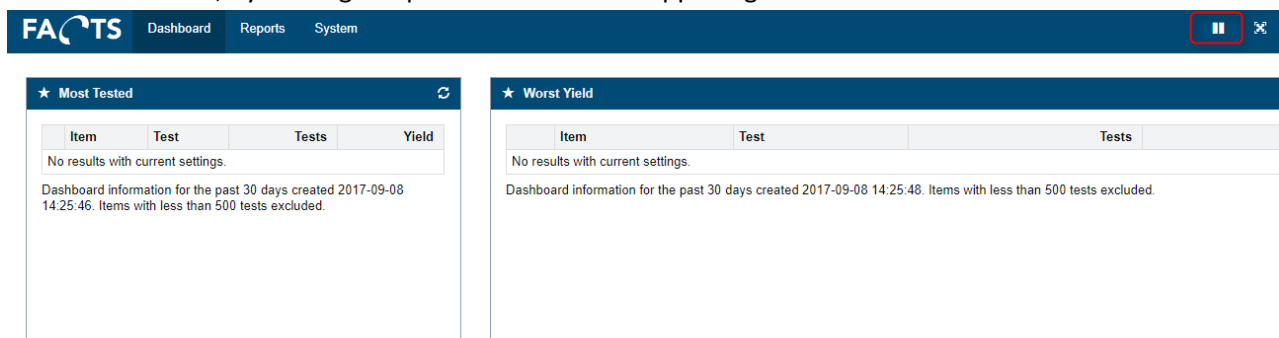 FACTS Dashboard Reports System
Most Tested
Item Test Tests Yield
No results with current settings.
Dashboard information for the past 30 days created 2017-09-08
14:25:46. Items with less than 500 tests excluded.
Worst Yield
Item Test Tests
No results with current settings.
Dashboard information for the past 30 days created 2017-09-08 14:25:48. Items with less than 500 tests excluded.